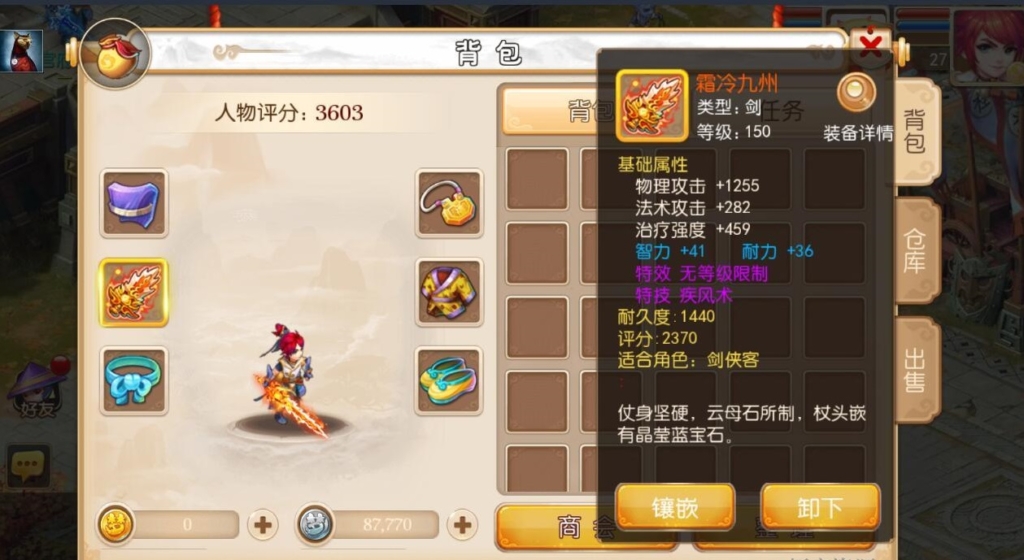 背包
27
人物评分: 3603
背包
任务
霜冷九州
类型: 剑
等级: 150
装备详情
基础属性
物理攻击 +1255
法术攻击 +282
治疗强度 +459
智力 +41 耐力 +36
特效 无等级限制
特技 疾风术
耐久度:1440
评分:2370
适合角色: 剑侠客
:
仗身坚硬，云母石所制，杖头嵌
有晶莹蓝宝石。
镶嵌
卸下
背包
仓库
出售
好友
0
87,770
商会